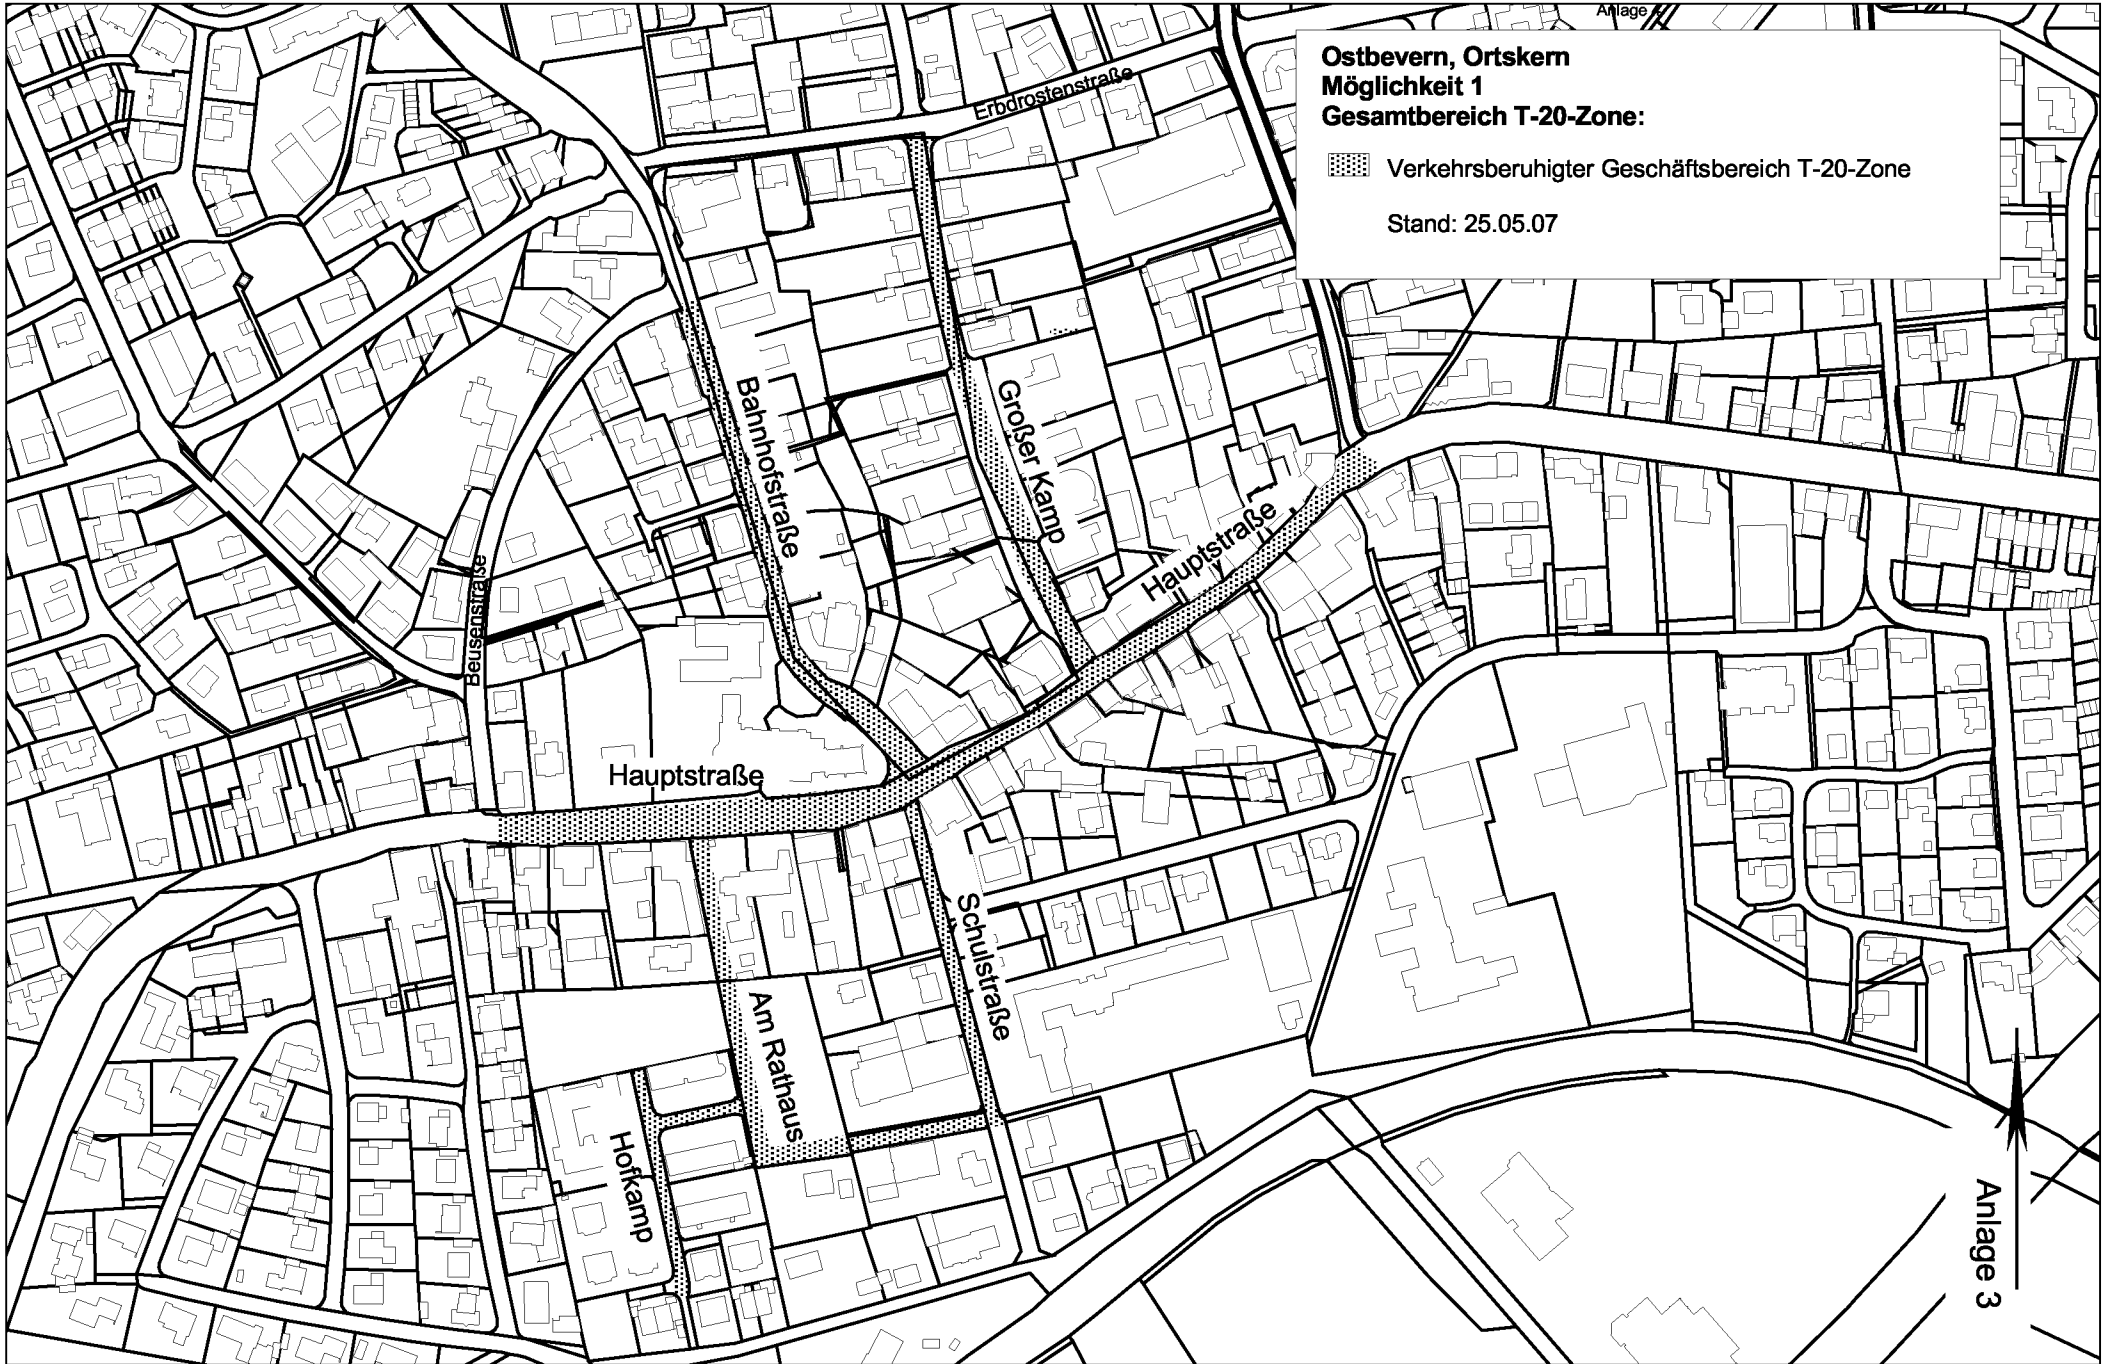 Anlage
Ostbevern, Ortskern
Möglichkeit 1
Gesamtbereich T-20-Zone:
Verkehrsberuhigter Geschäftsbereich T-20-Zone
Stand: 25.05.07
Erbdrostenstraße
Bahnhofstraße
Großer Kamp
Hauptstraße
Beusenstraße
Hauptstraße
Schulstraße
Am Rathaus
Hofkamp
Anlage 3